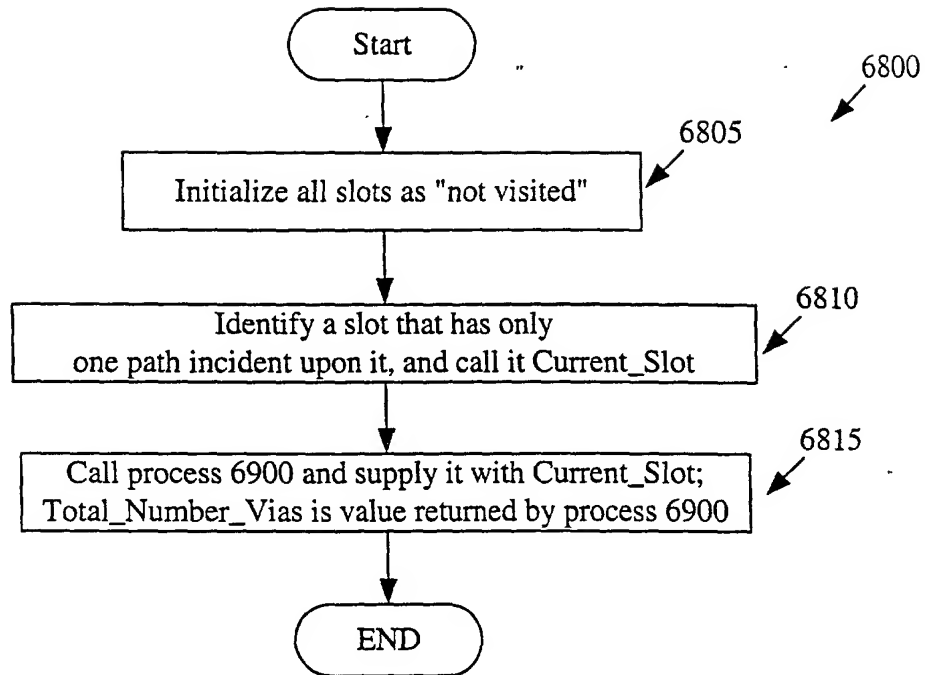 Start
6800
6805
Initialize all slots as "not visited"
6810
Identify a slot that has only
one path incident upon it, and call it Current_Slot
6815
Call process 6900 and supply it with Current_Slot;
Total_Number_Vias is value returned by process 6900
END